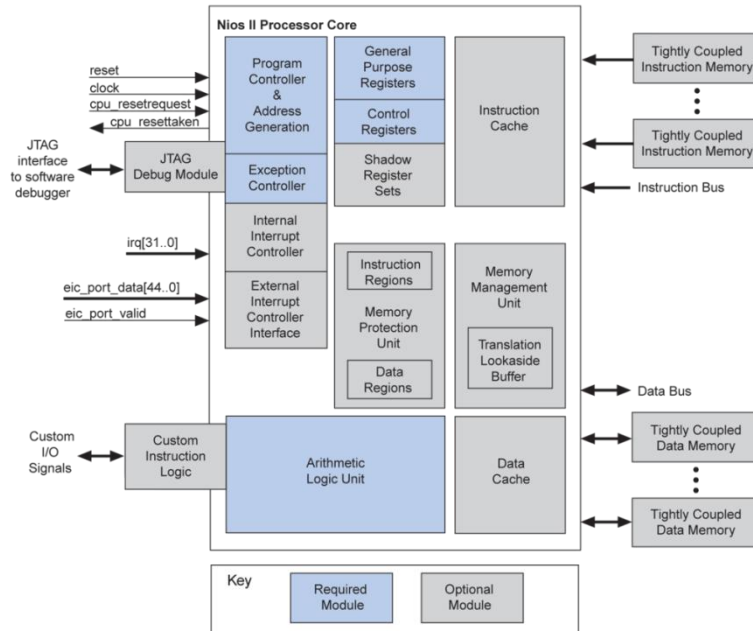 Nios II Processor Core
reset
clock
cpu_resetrequest
cpu_resettaken
JTAG
interface
to software
debugger
JTAG
Debug Module
irq[31..0]
eic_port_data[44..0]
eic_port_valid
Custom
I/O
Signals
Custom
Instruction
Logic
Program
Controller
&
Address
Generation
Exception
Controller
Internal
Interrupt
Controller
External
Interrupt
Controller
Interface
General
Purpose
Registers
Control
Registers
Shadow
Register
Sets
Instruction
Cache
Instruction
Regions
Memory
Protection
Unit
Data
Regions
Memory
Management
Unit
Translation
Lookaside
Buffer
Arithmetic
Logic Unit
Data
Cache
Tightly Coupled
Instruction Memory
Tightly Coupled
Instruction Memory
Instruction Bus
Data Bus
Tightly Coupled
Data Memory
Tightly Coupled
Data Memory
Key
Required
Module
Optional
Module